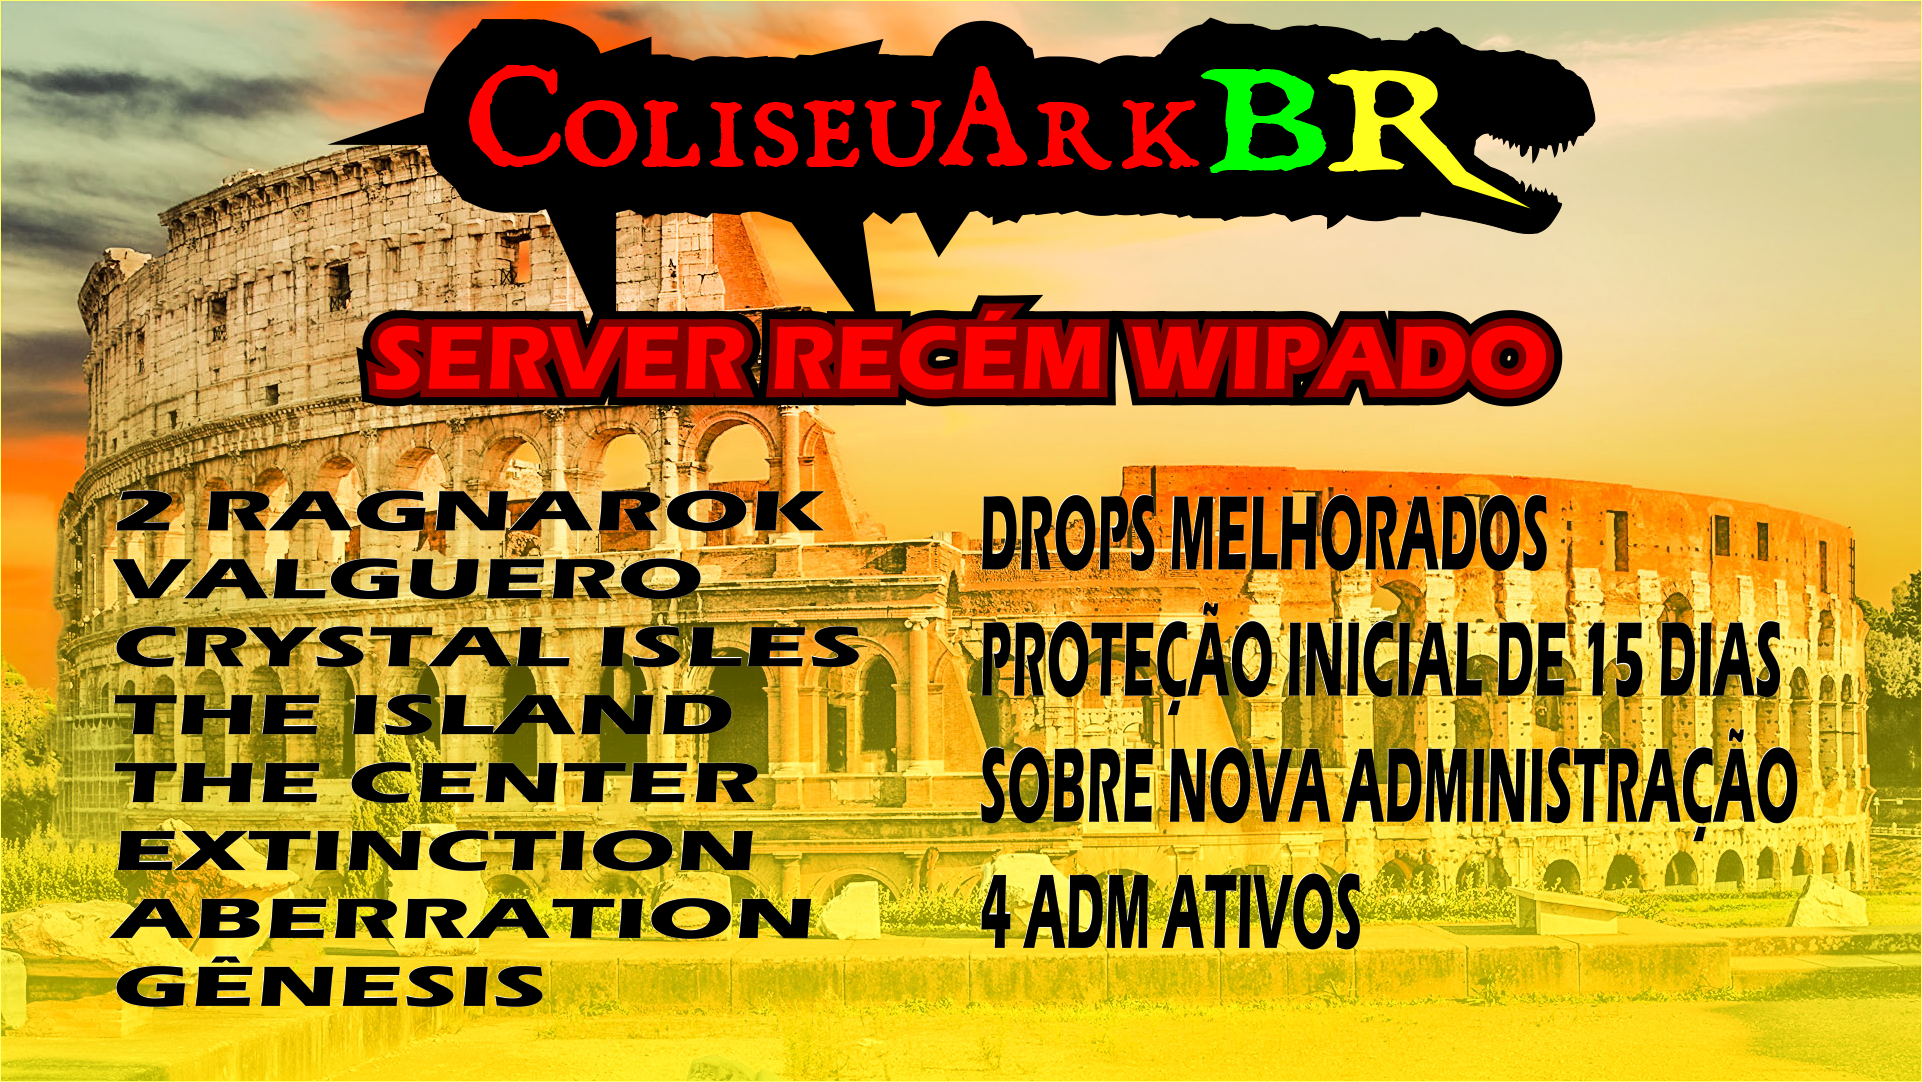 ColiseuArkBR
SERVER RECÉM WIPADO
2 RAGNAROK
VALGUERO
CRYSTAL ISLES
THE ISLAND
THE CENTER
EXTINCTION
ABERRATION
GÊNESIS
DROPS MELHORADOS
PROTEÇÃO INICIAL DE 15 DIAS
SOBRE NOVA ADMINISTRAÇÃO
4 ADM ATIVOS